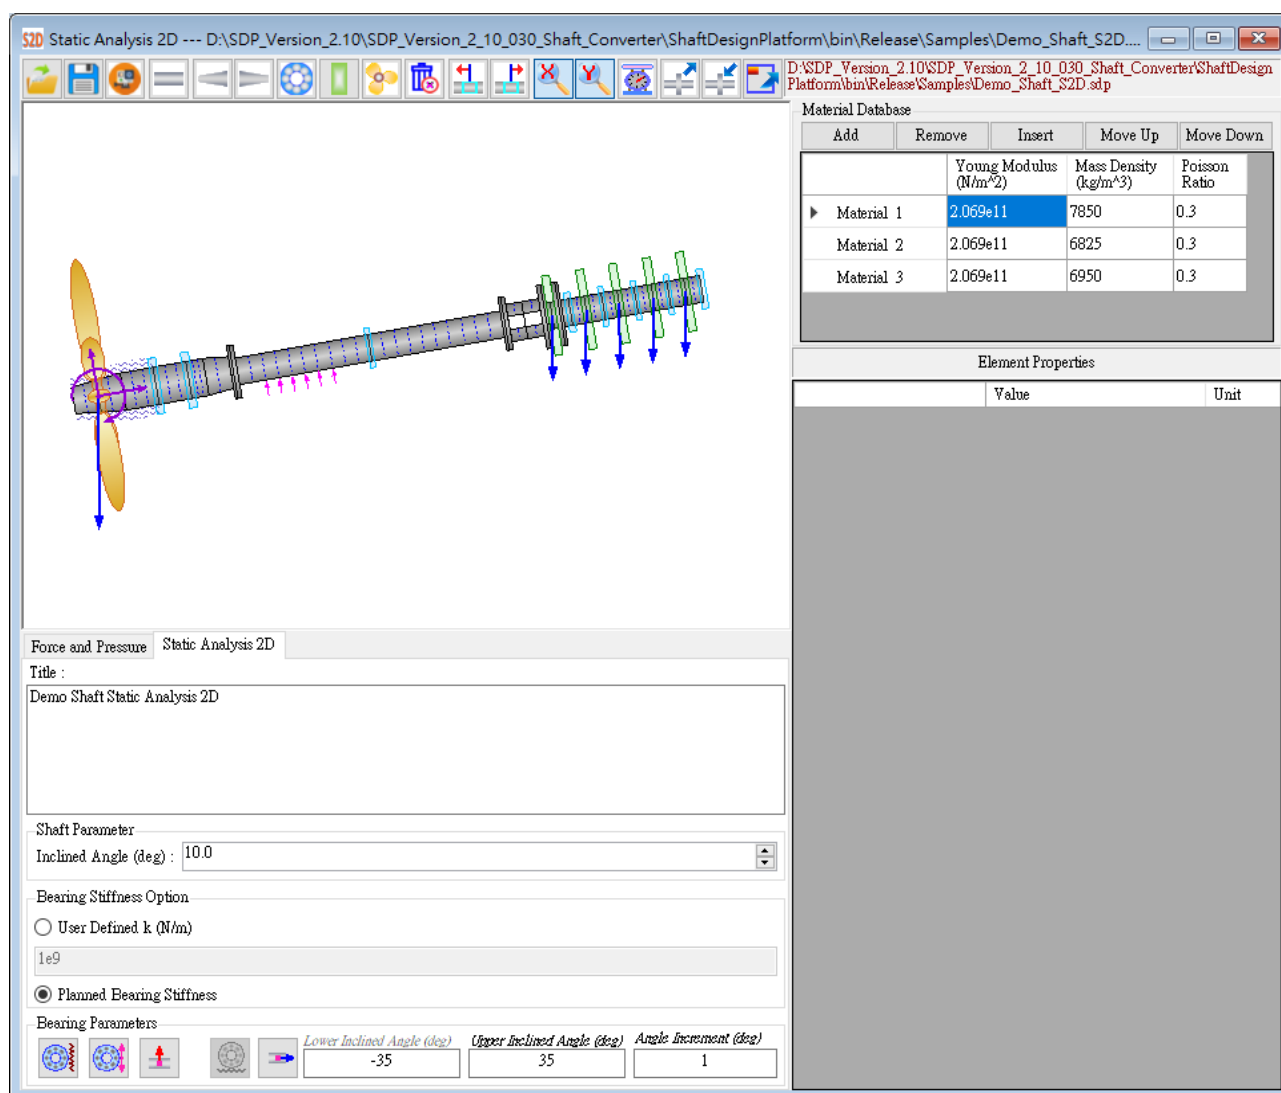 S2D Static Analysis 2D --- D:\SDP_Version_2.10\SDP_Version_2_10_030_Shaft_Converter\ShaftDesignPlatform\bin\Release\Samples\Demo_Shaft_S2D....
D:\SDP_Version_2.10\SDP_Version_2_10_030_Shaft_Converter\ShaftDesign
Platform\bin\Release\Samples\Demo_Shaft_S2D.sdp
Material Database
Add Remove Insert Move Up Move Down
Young Modulus Mass Density Poisson
(N/m^2) (kg/m^3) Ratio
Material 1 2.069e11 7850 0.3
Material 2 2.069e11 6825 0.3
Material 3 2.069e11 6950 0.3
Element Properties
Value Unit
Force and Pressure Static Analysis 2D
Title :
Demo Shaft Static Analysis 2D
Shaft Parameter
Inclined Angle (deg) : 10.0
Bearing Stiffness Option
User Defined k (N/m)
1e9
Planned Bearing Stiffness
Bearing Parameters
Lower Inclined Angle (deg) Upper Inclined Angle (deg) Angle Increment (deg)
-35 35 1